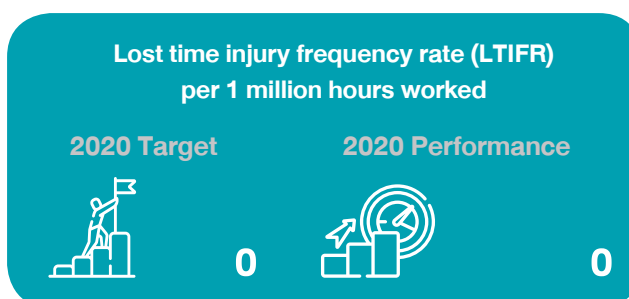 Lost time injury frequency rate (LTIFR)
per 1 million hours worked
2020 Target
2020 Performance
0
0